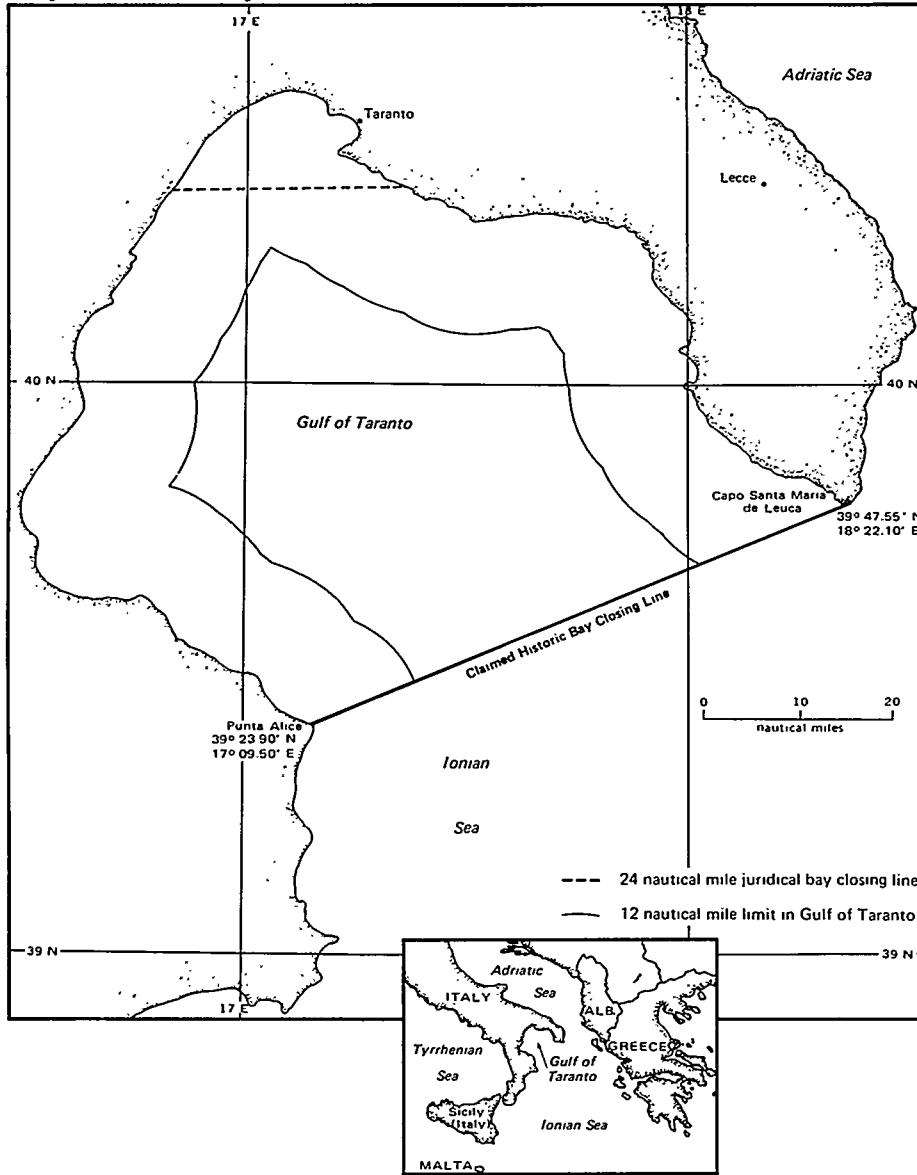 17 E
18 E
Adriatic Sea
Taranto
Lecce
40 N
40 N
Gulf of Taranto
Capo Santa Maria
de Leuca
39° 47.55' N
18° 22.10' E
Claimed Historic Bay Closing Line
0 10 20
nautical miles
Punta Alice
39° 23 90' N
17° 09.50' E
Ionian
Sea
24 nautical mile juridical bay closing line
12 nautical mile limit in Gulf of Taranto
39 N
39 N
17 E
Adriatic
Sea
ITALY
ALB.
GREECE
Tyrrhenian
Sea
Gulf of
Taranto
Sicily
(Italy)
Ionian Sea
MALTA